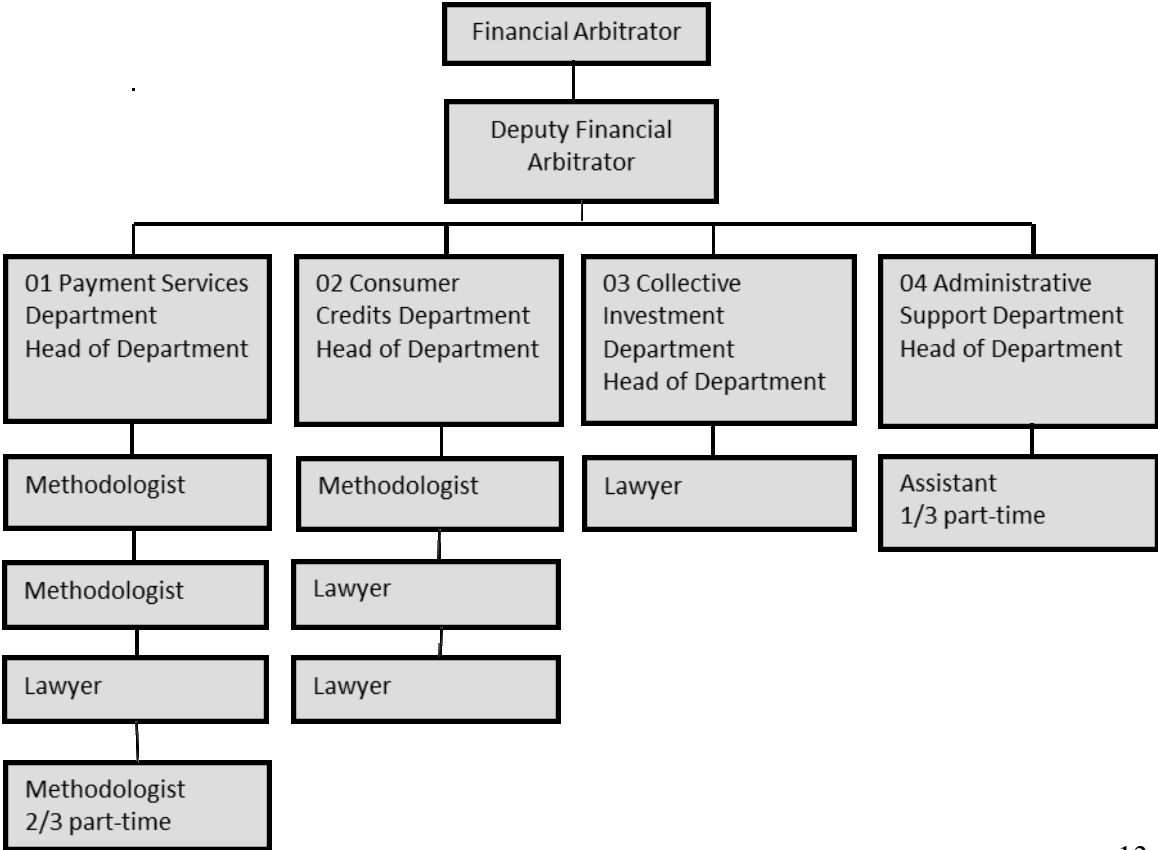 Financial Arbitrator
Deputy Financial
Arbitrator
01 Payment Services
Department
Head of Department
02 Consumer
Credits Department
Head of Department
03 Collective
Investment
Department
Head of Department
04 Administrative
Support Department
Head of Department
Methodologist
Methodologist
Lawyer
Assistant
1/3 part-time
Methodologist
Lawyer
Lawyer
Lawyer
Methodologist
2/3 part-time